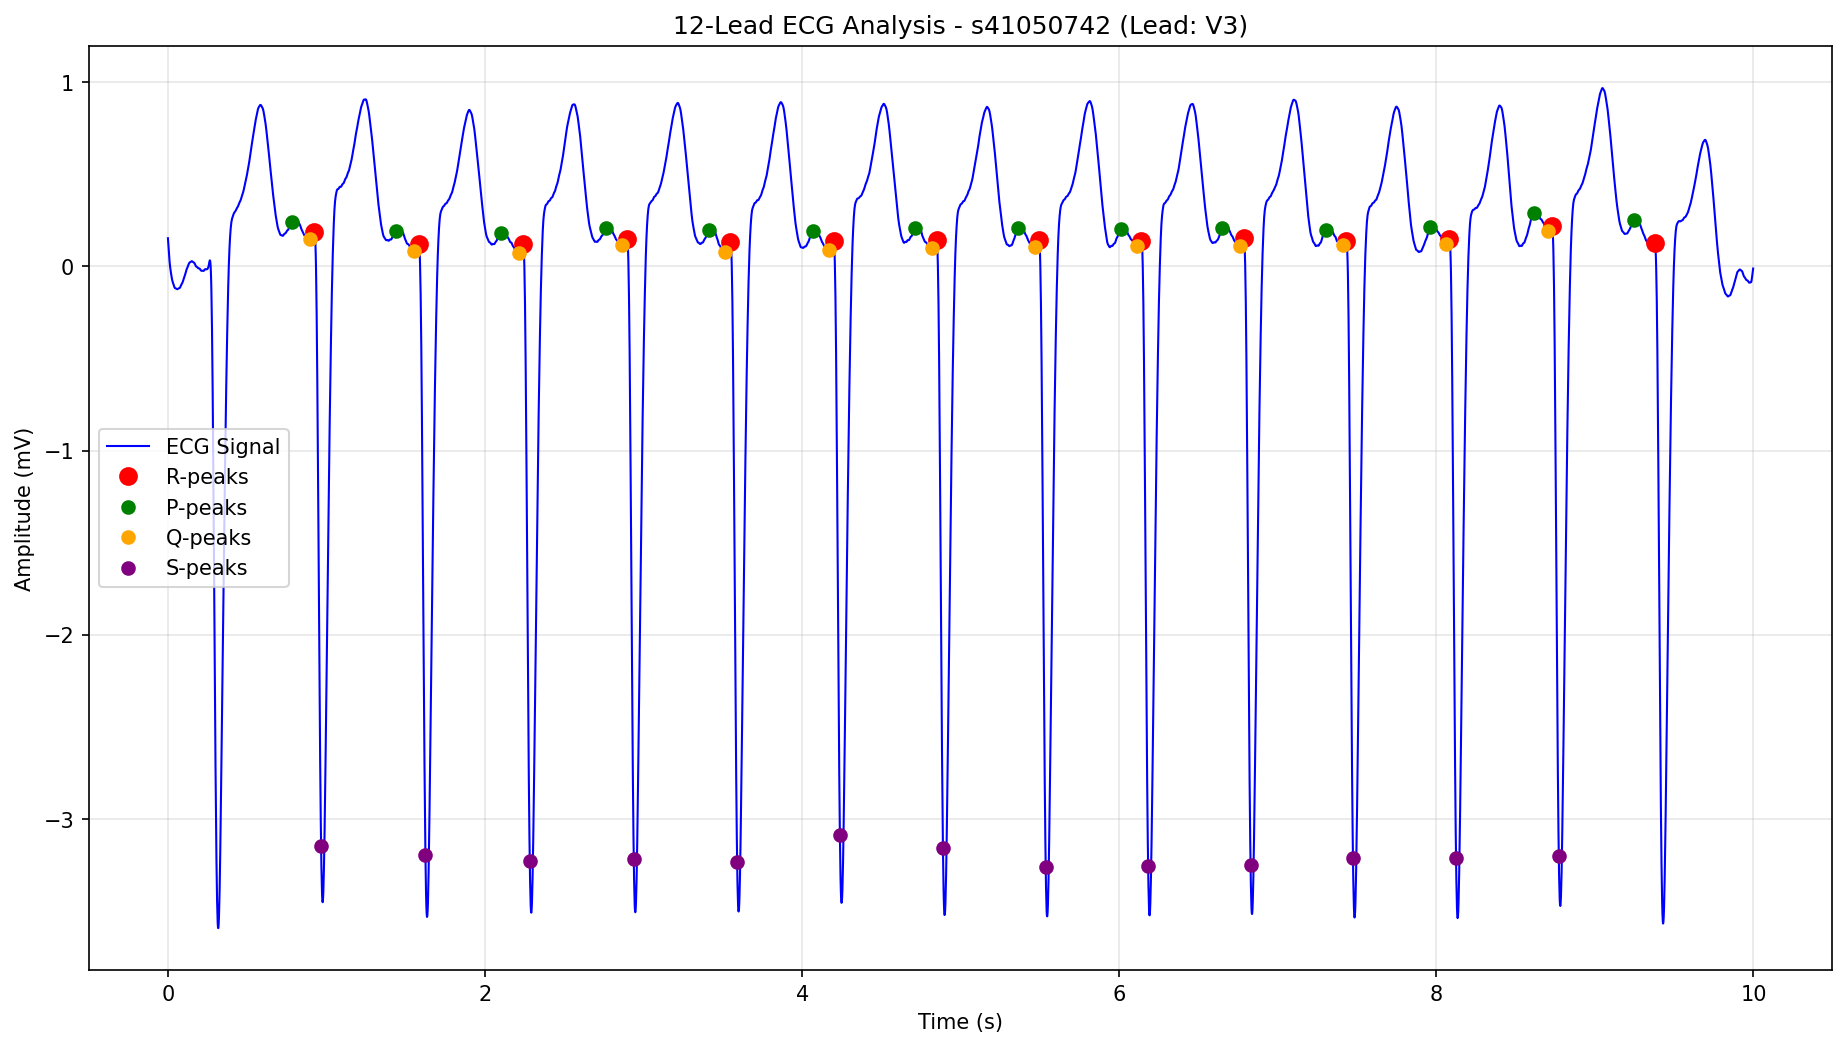 12-Lead ECG Analysis - s41050742 (Lead: V3)
Amplitude (mV)
1
0
−1
−2
−3
ECG Signal
R-peaks
P-peaks
Q-peaks
S-peaks
0 2 4 6 8 10
Time (s)